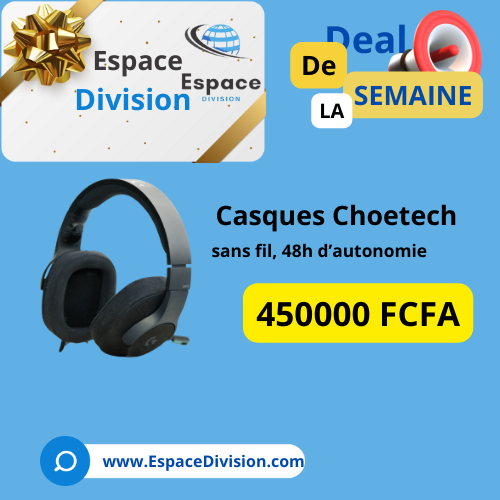 Espace
Division
Espace
DIVISION
Deal
De
LA
SEMAINE
Casques Choetech
sans fil, 48h d’autonomie
450000 FCFA
www.EspaceDivision.com